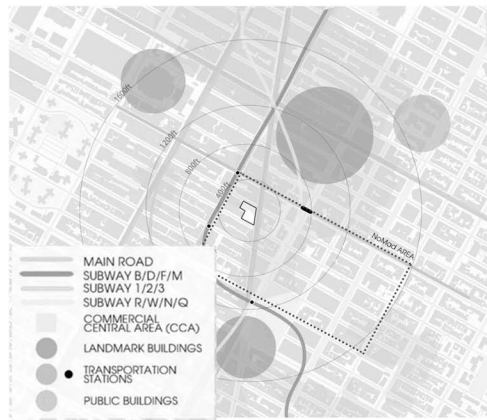 1600ft
1200ft
800ft
400ft
NoMad AREA
MAIN ROAD
SUBWAY B/D/F/M
SUBWAY 1/2/3
SUBWAY R/W/N/Q
COMMERCIAL
CENTRAL AREA (CCA)
LANDMARK BUILDINGS
TRANSPORTATION
STATIONS
PUBLIC BUILDINGS